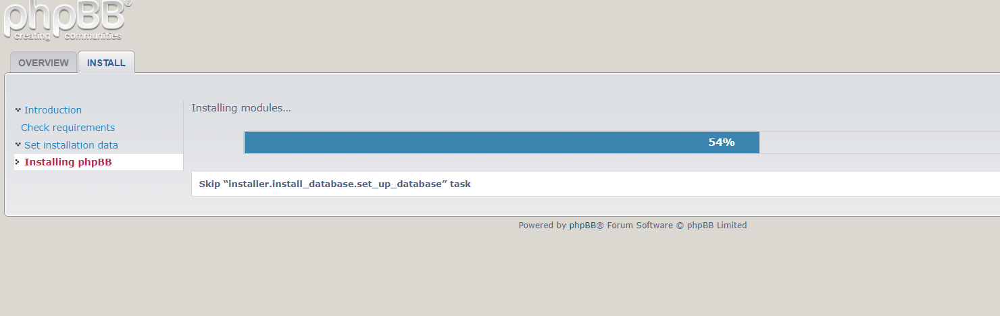 phpBB®
creating communities
OVERVIEW
INSTALL
Introduction
Check requirements
Set installation data
Installing phpBB
Installing modules...
54%
Skip “installer.install_database.set_up_database” task
Powered by phpBB® Forum Software © phpBB Limited